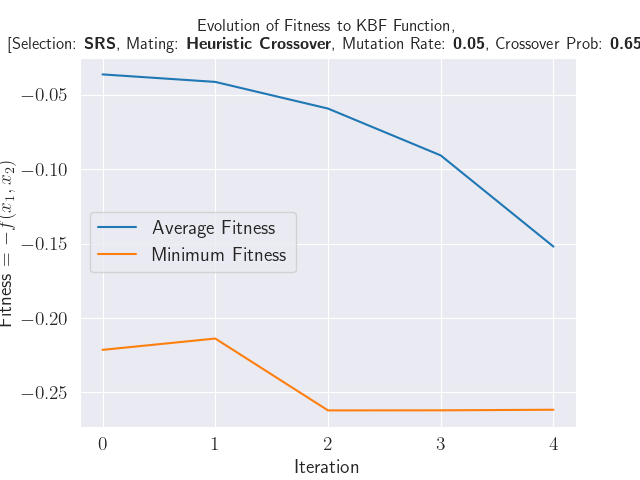 Evolution of Fitness to KBF Function,
[Selection: SRS, Mating: Heuristic Crossover, Mutation Rate: 0.05, Crossover Prob: 0.65
−0.05
−0.10
−0.15
−0.20
−0.25
Fitness = −f(x₁, x₂)
Average Fitness
Minimum Fitness
0 1 2 3 4
Iteration